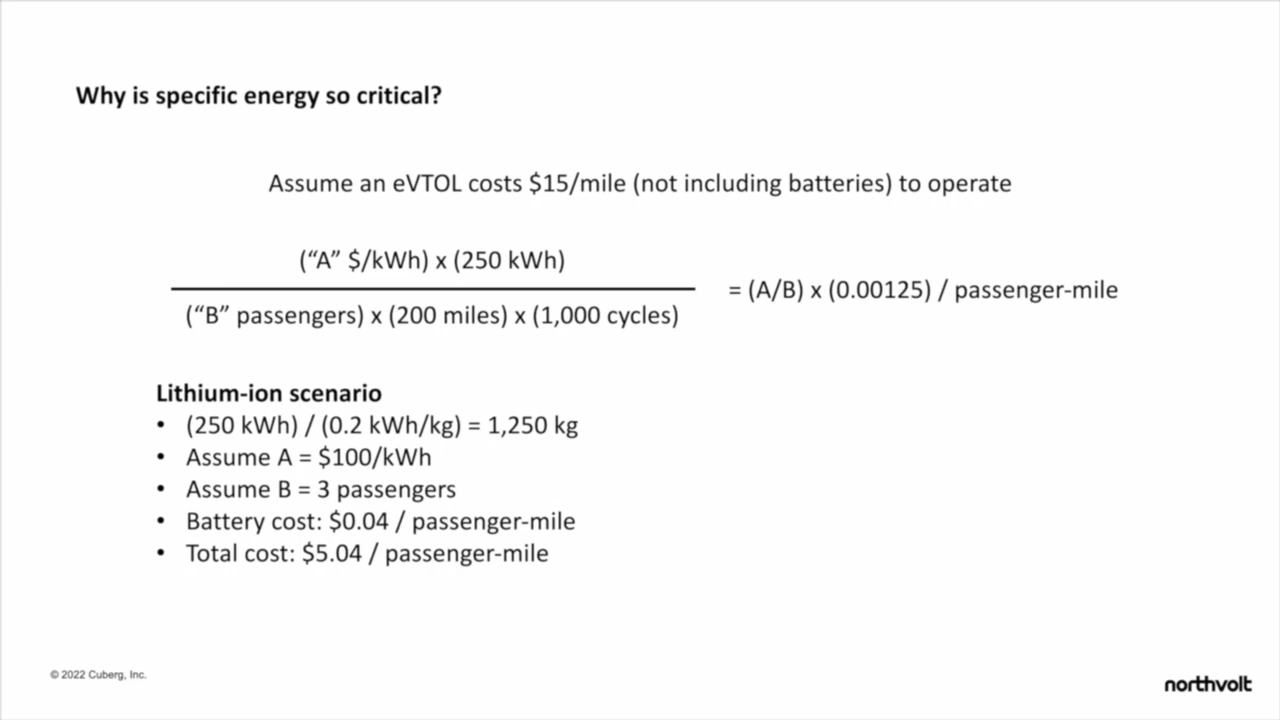 Why is specific energy so critical?
Assume an eVTOL costs $15/mile (not including batteries) to operate
(“A” $/kWh) x (250 kWh)
(“B” passengers) x (200 miles) x (1,000 cycles)
= (A/B) x (0.00125) / passenger-mile
Lithium-ion scenario
• (250 kWh) / (0.2 kWh/kg) = 1,250 kg
• Assume A = $100/kWh
• Assume B = 3 passengers
• Battery cost: $0.04 / passenger-mile
• Total cost: $5.04 / passenger-mile
© 2022 Cuberg, Inc.
northvolt